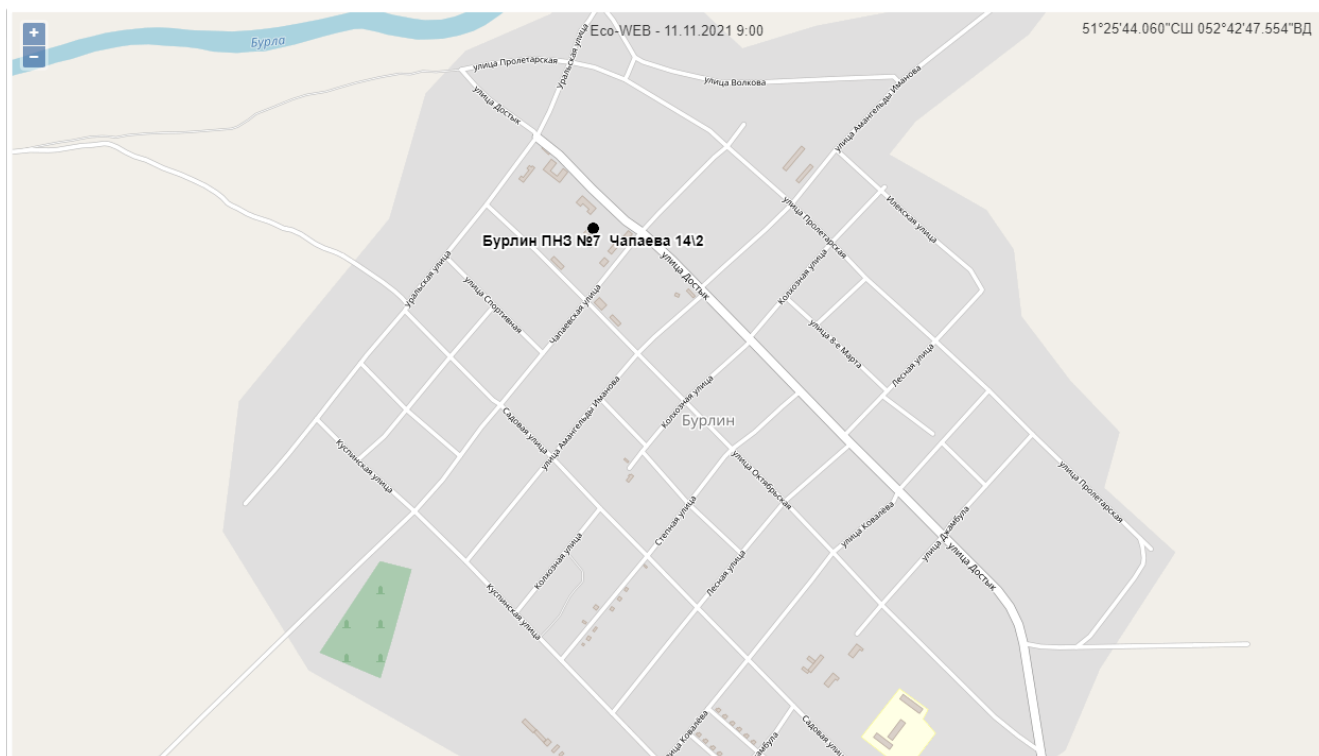 +
−
Бурла
Eco-WEB - 11.11.2021 9:00
51°25'44.060"СШ 052°42'47.554"ВД
Уральская улица
улица Пролетарская
улица Волкова
улица Достык
улица Амангельды Иманова
улица Пролетарская
Илекская улица
Бурлин ПНЗ №7 Чапаева 14\2
Уральская улица
улица Достык
Колхозная улица
улица Спортивная
Чапаевская улица
улица 8-е Марта
Лесная улица
Садовая улица
улица Амангельды Иманова
Колхозная улица
Бурлин
Куспинская улица
улица Октябрьская
улица Пролетарская
Степная улица
улица Ковалёва
улица Джамбула
улица Достык
Колхозная улица
Лесная улица
Куспинская улица
улица Ковалёва
Садовая улица